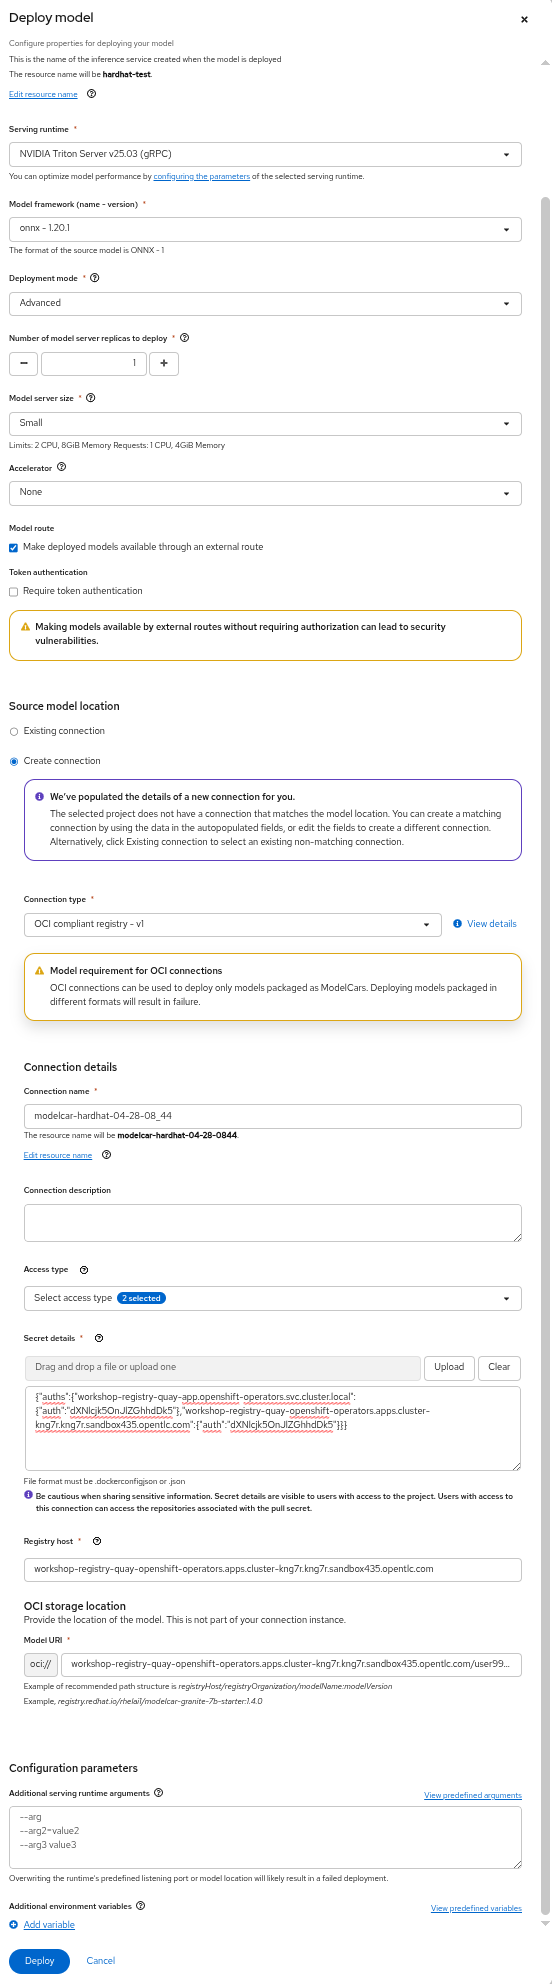 Deploy model
Configure properties for deploying your model
This is the name of the inference service created when the model is deployed
The resource name will be hardhat-test.
Edit resource name
Serving runtime *
NVIDIA Triton Server v25.03 (gRPC)
You can optimize model performance by configuring the parameters of the selected serving runtime.
Model framework (name - version) *
onnx - 1.20.1
The format of the source model is ONNX - 1
Deployment mode *
Advanced
Number of model server replicas to deploy *
1
Model server size *
Small
Limits: 2 CPU, 8GiB Memory Requests: 1 CPU, 4GiB Memory
Accelerator
None
Model route
Make deployed models available through an external route
Token authentication
Require token authentication
Making models available by external routes without requiring authorization can lead to security
vulnerabilities.
Source model location
Existing connection
Create connection
We've populated the details of a new connection for you.
The selected project does not have a connection that matches the model location. You can create a matching
connection by using the data in the autopopulated fields, or edit the fields to create a different connection.
Alternatively, click Existing connection to select an existing non-matching connection.
Connection type *
OCI compliant registry - v1
View details
Model requirement for OCI connections
OCI connections can be used to deploy only models packaged as ModelCars. Deploying models packaged in
different formats will result in failure.
Connection details
Connection name *
modelcar-hardhat-04-28-08_44
The resource name will be modelcar-hardhat-04-28-0844.
Edit resource name
Connection description
Access type
Select access type 2 selected
Secret details *
Drag and drop a file or upload one
Upload
Clear
{"auths":{"workshop-registry-quay-app.openshift-operators.svc.cluster.local":
{"auth":"dXNlcjk5OnJlZGhhdDk5"},"workshop-registry-quay-openshift-operators.apps.cluster-
kng7r.kng7r.sandbox435.opentlc.com":{"auth":"dXNlcjk5OnJlZGhhdDk5"}}}
File format must be .dockerconfigjson or .json
Be cautious when sharing sensitive information. Secret details are visible to users with access to the project. Users with access to
this connection can access the repositories associated with the pull secret.
Registry host *
workshop-registry-quay-openshift-operators.apps.cluster-kng7r.kng7r.sandbox435.opentlc.com
OCI storage location
Provide the location of the model. This is not part of your connection instance.
Model URI *
oci:// workshop-registry-quay-openshift-operators.apps.cluster-kng7r.kng7r.sandbox435.opentlc.com/user99...
Example of recommended path structure is registryHost/registryOrganization/modelName:modelVersion
Example, registry.redhat.io/rhelai1/modelcar-granite-7b-starter:1.4.0
Configuration parameters
Additional serving runtime arguments
View predefined arguments
--arg
--arg2=value2
--arg3 value3
Overwriting the runtime's predefined listening port or model location will likely result in a failed deployment.
Additional environment variables
View predefined variables
Add variable
Deploy
Cancel